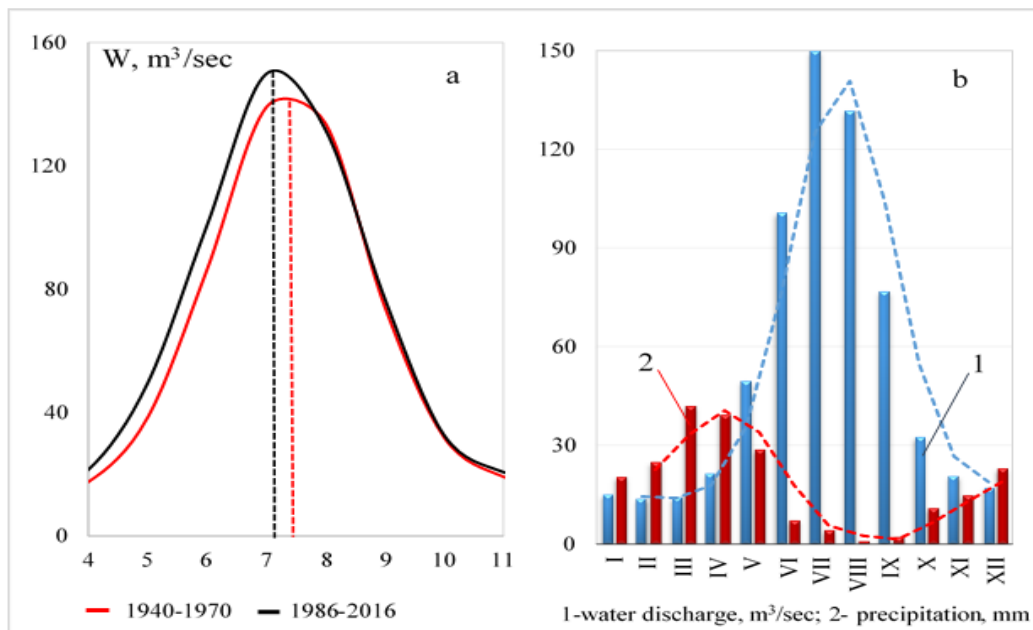 W, m³/sec
a
160
120
80
40
0
4 5 6 7 8 9 10 11
1940-1970 1986-2016
b
150
120
90
60
30
0
2
1
I II III IV V VI VII VIII IX X XI XII
1-water discharge, m³/sec; 2- precipitation, mm